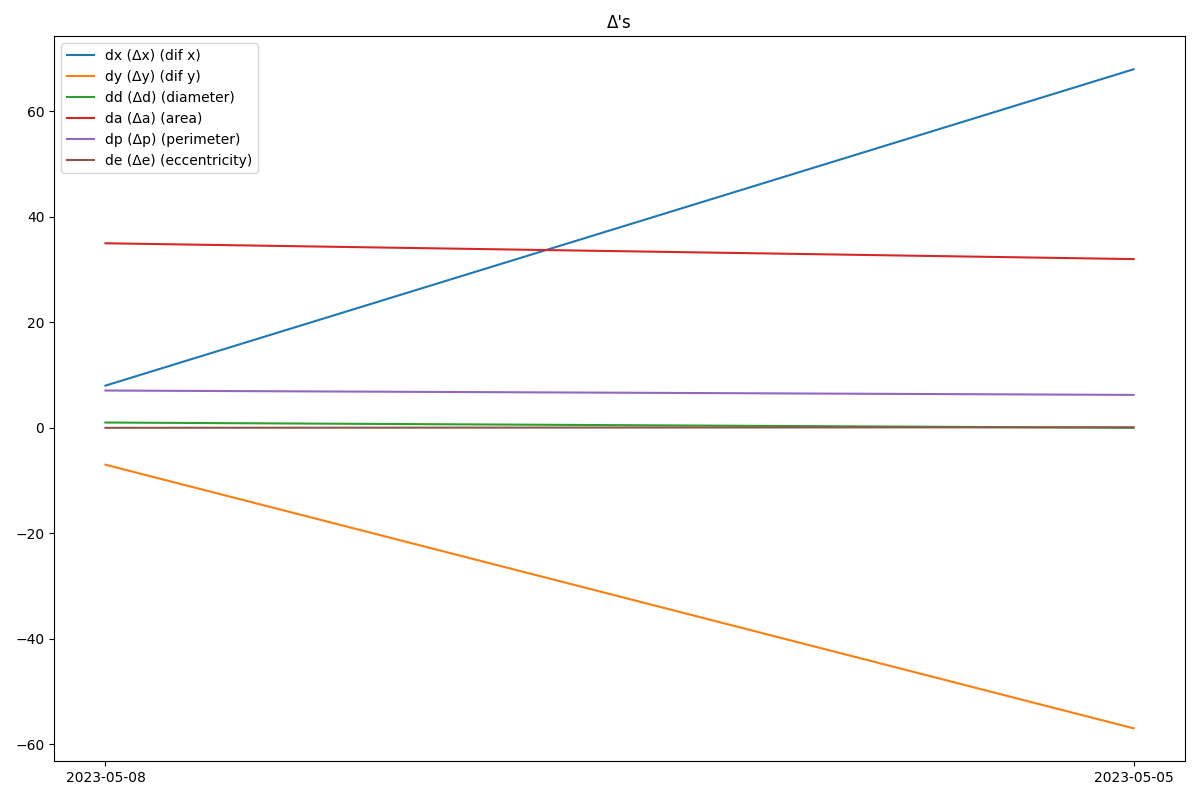 Δ's
dx (Δx) (dif x)
dy (Δy) (dif y)
dd (Δd) (diameter)
da (Δa) (area)
dp (Δp) (perimeter)
de (Δe) (eccentricity)
60
40
20
0
−20
−40
−60
2023-05-08 2023-05-05